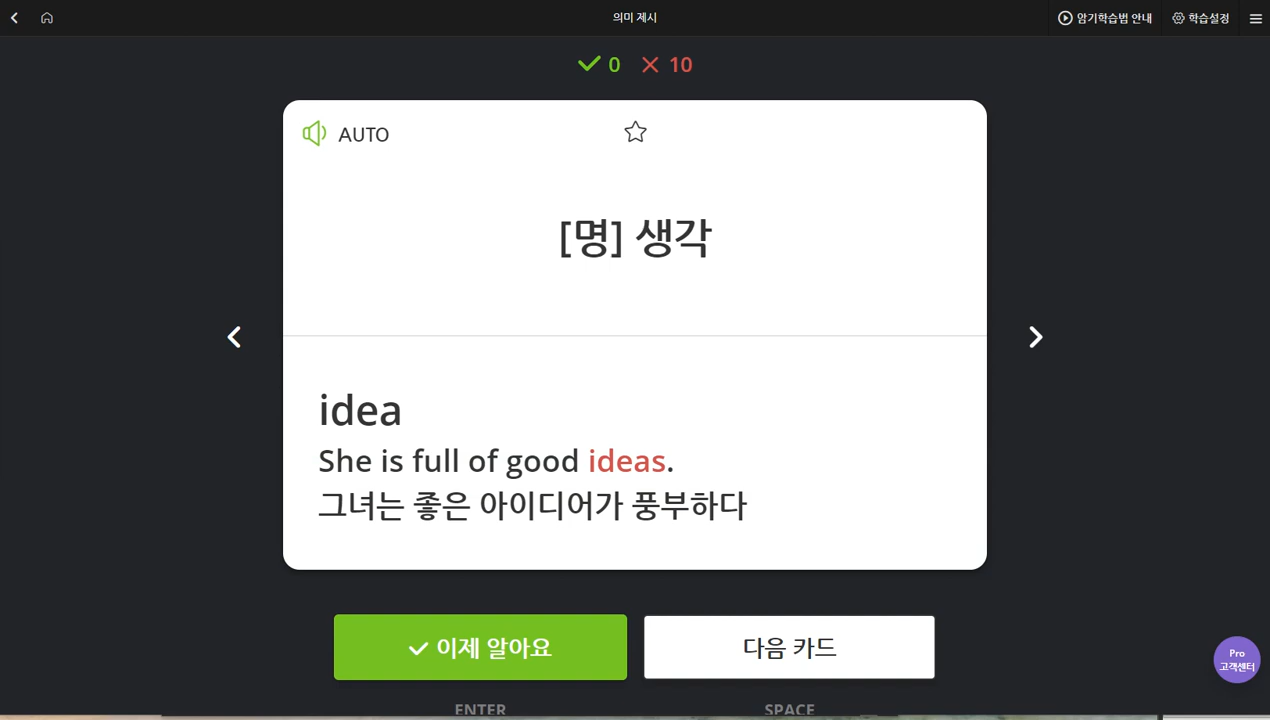 의미 제시
암기학습법 안내
학습설정
0
10
AUTO
[명] 생각
idea
She is full of good ideas.
그녀는 좋은 아이디어가 풍부하다
이제 알아요
다음 카드
ENTER
SPACE
Pro
고객센터